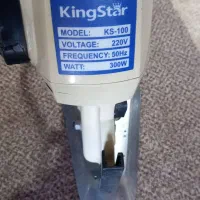 KingStar
MODEL: KS-100
VOLTAGE: 220V
FREQUENCY: 50Hz
WATT: 300W